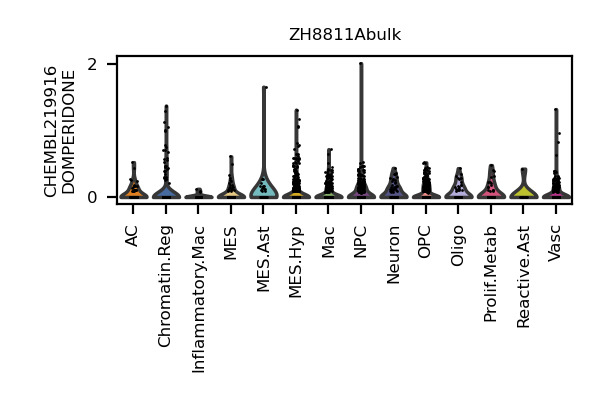 ZH8811Abulk
CHEMBL219916
DOMPERIDONE
2
0
AC
Chromatin.Reg
Inflammatory.Mac
MES
MES.Ast
MES.Hyp
Mac
NPC
Neuron
OPC
Oligo
Prolif.Metab
Reactive.Ast
Vasc